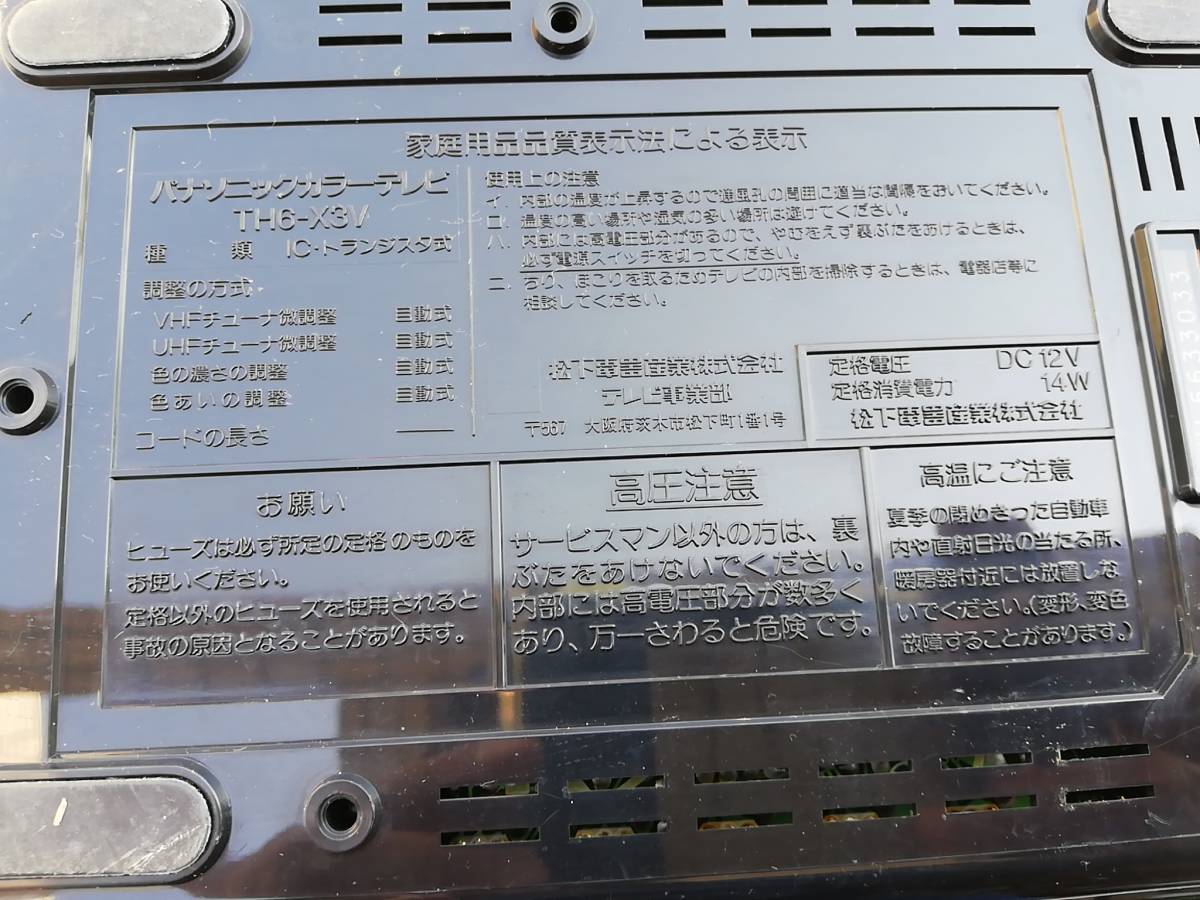 家庭用品品質表示法による表示
パナソニックカラーテレビ
TH6-X3V
種 類 IC・トランジスタ式
調整の方式
VHFチューナ微調整 自動式
UHFチューナ微調整 自動式
色の濃さの調整 自動式
色あいの調整 自動式
コードの長さ ――
使用上の注意
イ. 内部の温度が上昇するので通風孔の周囲に適当な間隔をおいてください。
ロ. 温度の高い場所や湿気の多い場所は避けてください。
ハ. 内部には高電圧部分があるので、やむをえず裏ぶたをあけるときは、
必ず電源スイッチを切ってください。
ニ. ちり、ほこりを取るためテレビの内部を掃除するときは、電器店等に
相談してください。
松下電器産業株式会社
テレビ事業部
〒567 大阪府茨木市松下町1番1号
定格電圧 DC 12V
定格消費電力 14W
松下電器産業株式会社
お願い
ヒューズは必ず所定の定格のものを
お使いください。
定格以外のヒューズを使用されると
事故の原因となることがあります。
高圧注意
サービスマン以外の方は、裏
ぶたをあけないでください。
内部には高電圧部分が数多く
あり、万一さわると危険です。
高温にご注意
夏季の閉めきった自動車
内や直射日光の当たる所、
暖房器付近には放置しな
いでください。(変形、変色
故障することがあります。)